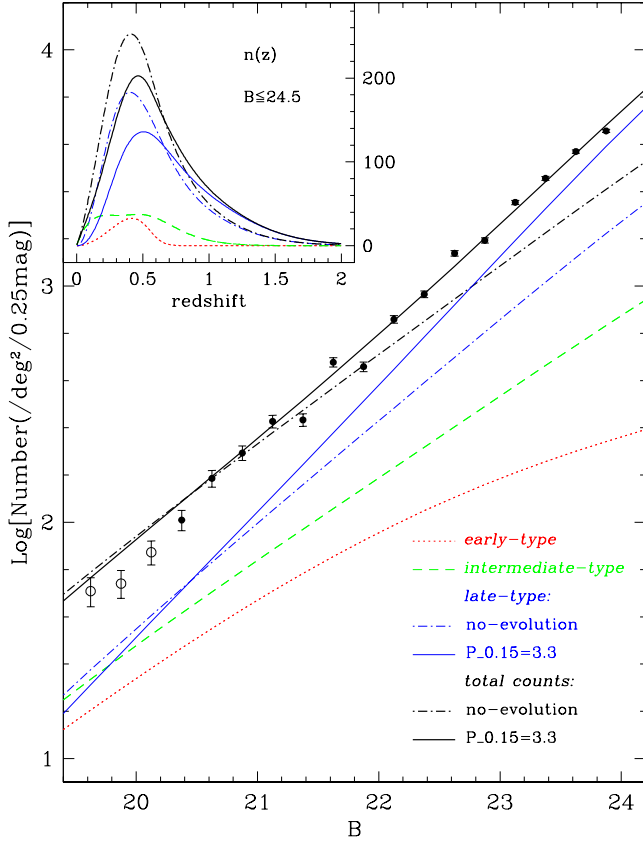 4
n(z)
B≦24.5
200
100
0
0
0.5
1
1.5
2
redshift
3
2
1
Log[Number(/deg²/0.25mag)]
early-type
intermediate-type
late-type:
no-evolution
P_0.15=3.3
total counts:
no-evolution
P_0.15=3.3
20
21
22
23
24
B